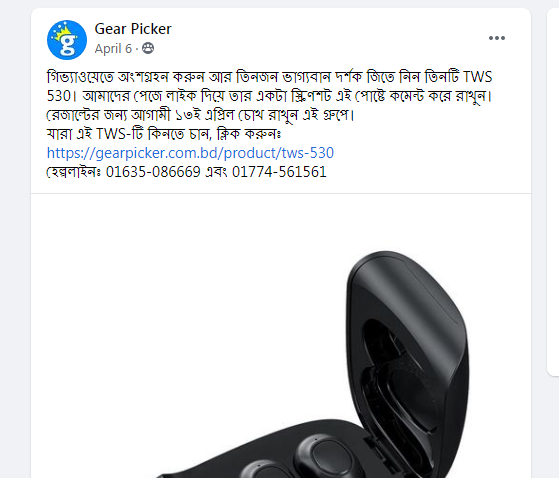 Gear Picker
April 6 ·
গিভ্যাওয়েতে অংশগ্রহন করুন আর তিনজন ভাগ্যবান দর্শক জিতে নিন তিনটি TWS
530। আমাদের পেজে লাইক দিয়ে তার একটা স্ক্রিণশট এই পোষ্টে কমেন্ট করে রাখুন।
রেজাল্টের জন্য আগামী ১৩ই এপ্রিল চোখ রাখুন এই গ্রুপে।
যারা এই TWS-টি কিনতে চান, ক্লিক করুনঃ
https://gearpicker.com.bd/product/tws-530
হেল্পলাইনঃ 01635-086669 এবং 01774-561561